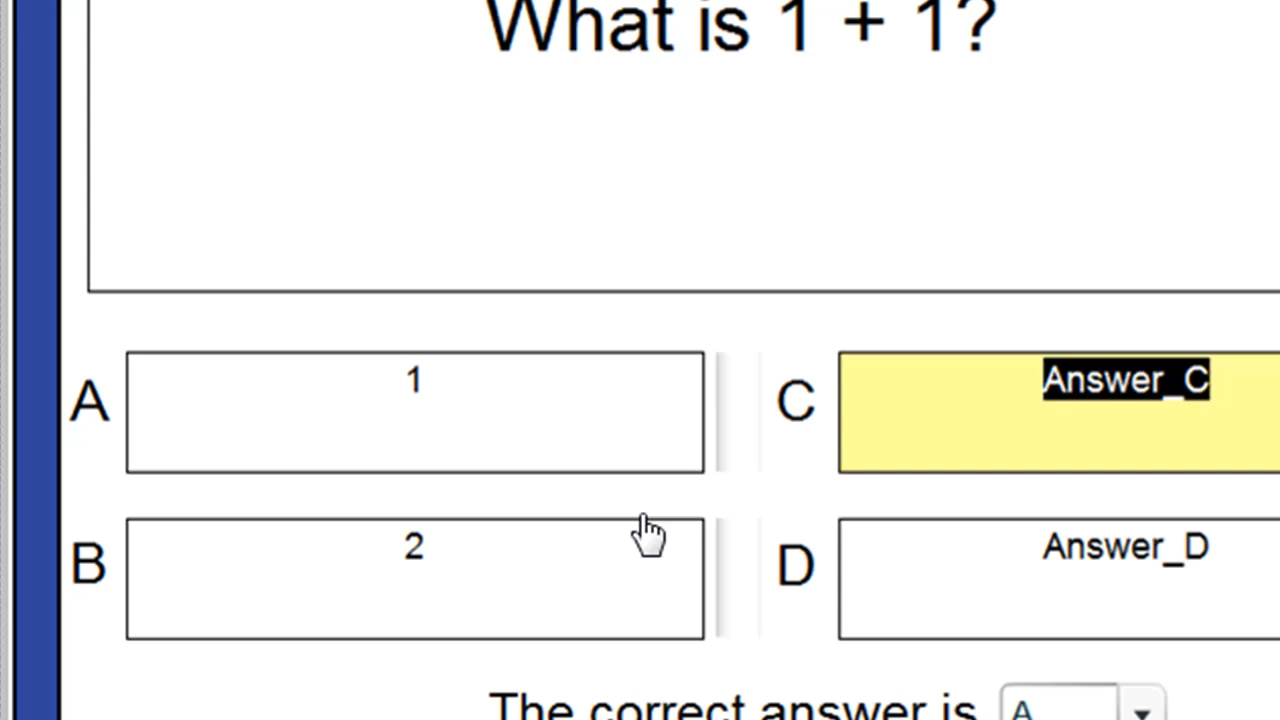 What is 1 + 1?
A 1
C Answer_C
B 2
D Answer_D
The correct answer is A